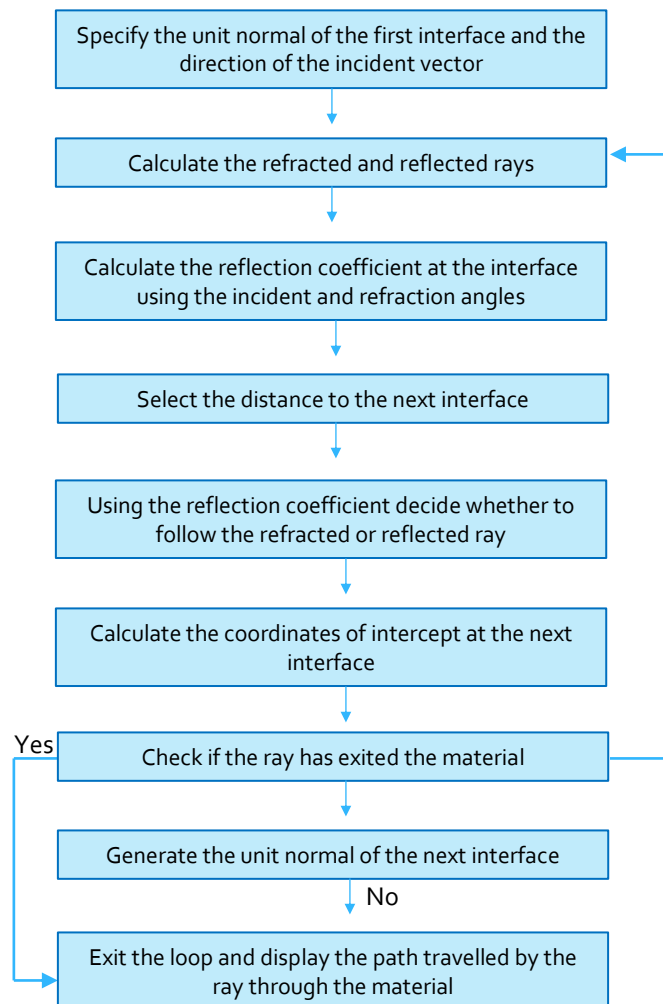 Specify the unit normal of the first interface and the
direction of the incident vector
Calculate the refracted and reflected rays
Calculate the reflection coefficient at the interface
using the incident and refraction angles
Select the distance to the next interface
Using the reflection coefficient decide whether to
follow the refracted or reflected ray
Calculate the coordinates of intercept at the next
interface
Yes
Check if the ray has exited the material
Generate the unit normal of the next interface
No
Exit the loop and display the path travelled by the
ray through the material